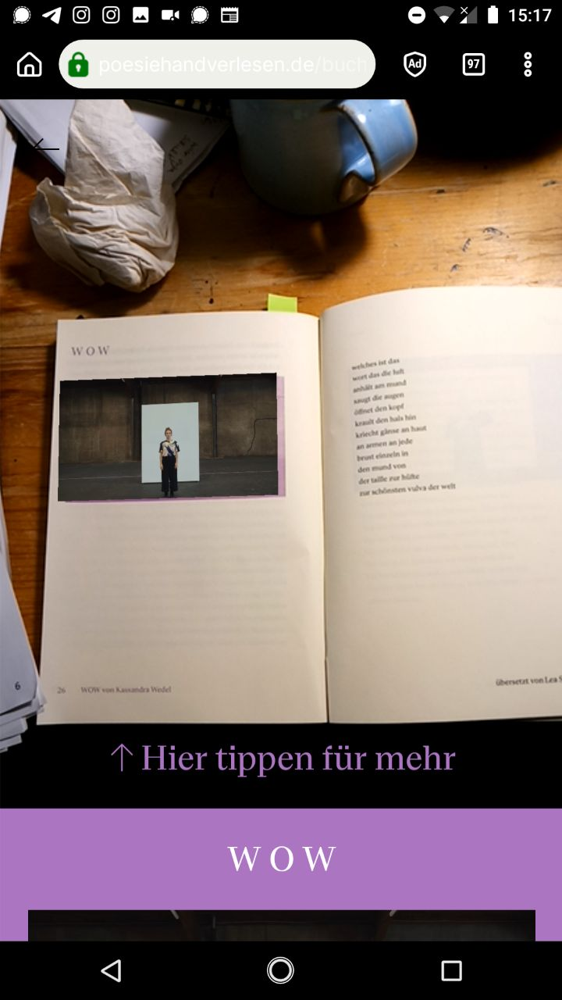 15:17
poesiehandverlesen.de/buch
Ad
97
WOW
welches ist das
wort das die luft
anhält am mund
saugt die augen
öffnet den kopf
krault den hals hin
kriecht gänse an haut
an armen an jede
brust einzeln in
den mund von
der taille zur hüfte
zur schönsten vulva der welt
6
26 WOW von Kassandra Wedel
übersetzt von Lea S
↑ Hier tippen für mehr
WOW